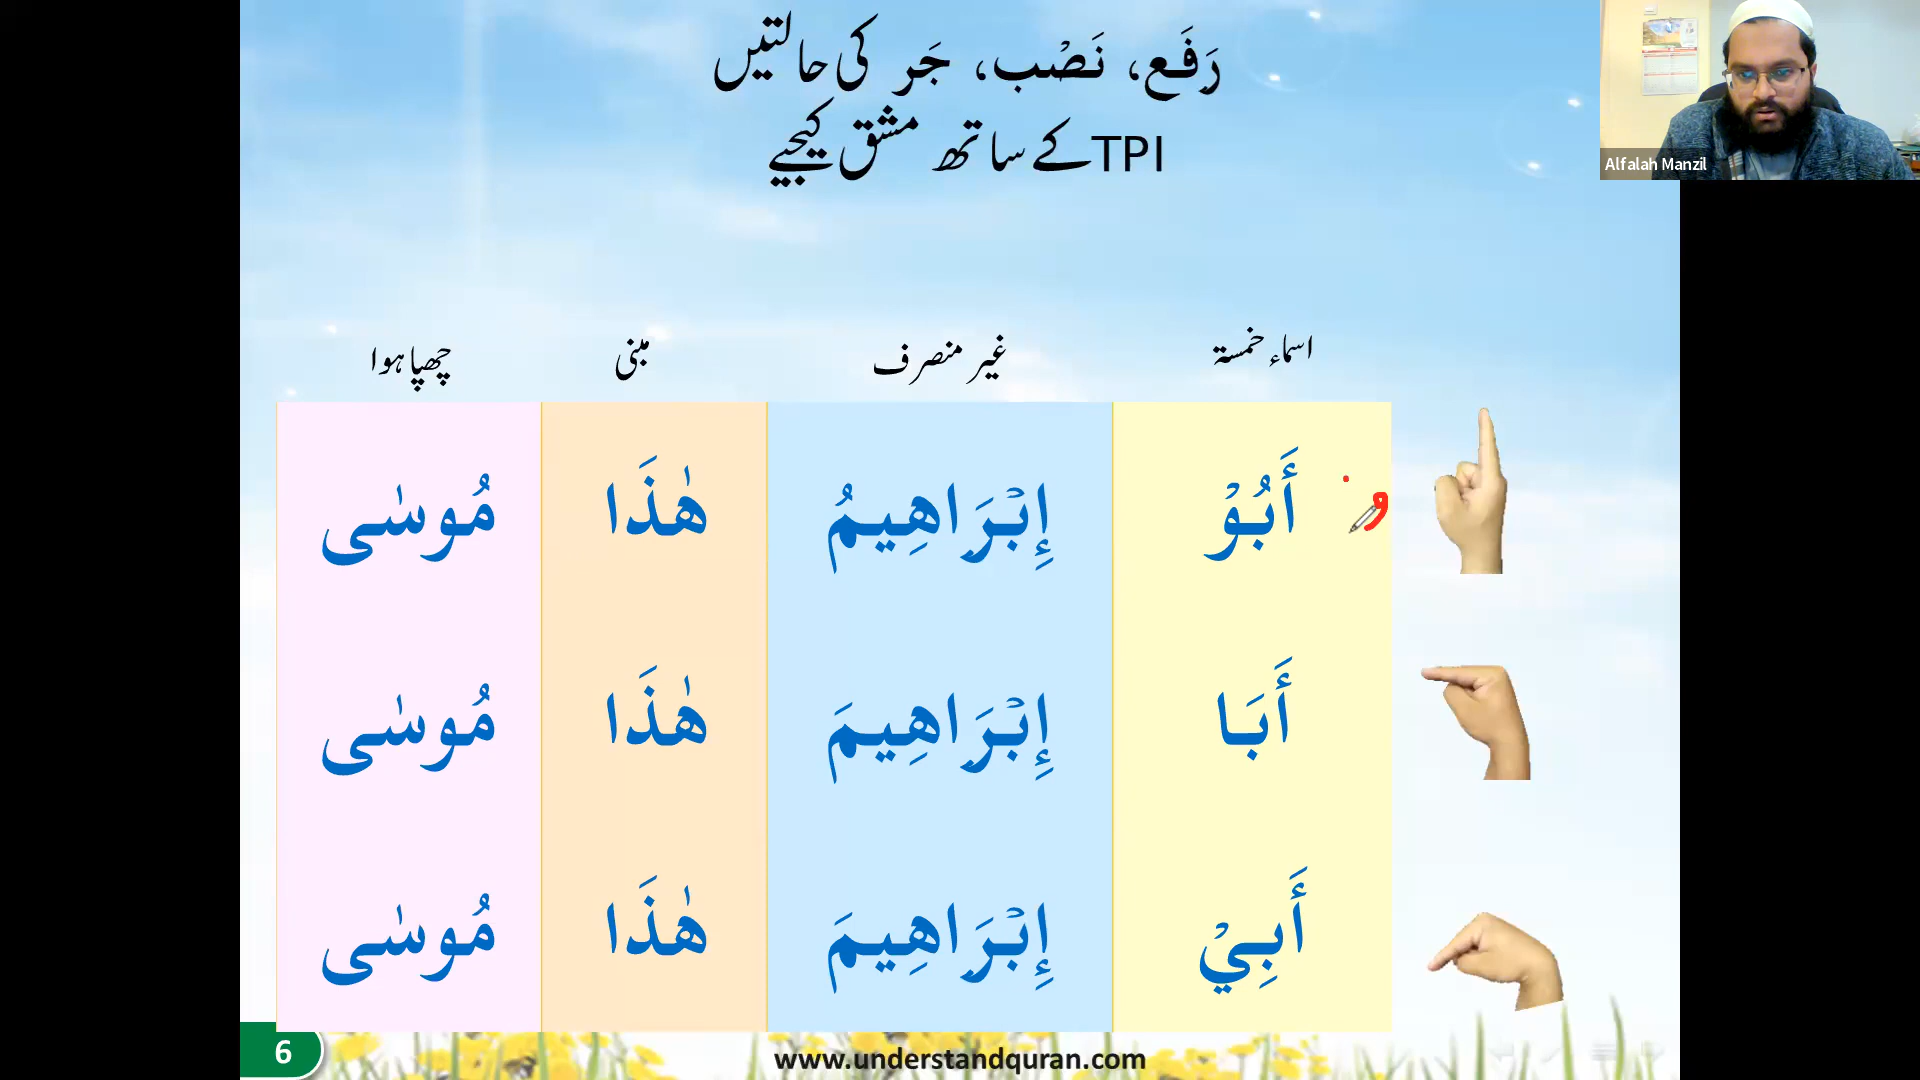 رَفَع، نَصْب، جَر کی حالتیں
TPI کے ساتھ مشق کیجیے
Alfalah Manzil
اسماء خمسۃ غیر منصرف مبنی چھپا ہوا
أَبُوْ إِبْرَاهِيمُ هٰذَا مُوسٰى
و
أَبَا إِبْرَاهِيمَ هٰذَا مُوسٰى
أَبِيْ إِبْرَاهِيمَ هٰذَا مُوسٰى
6
www.understandquran.com